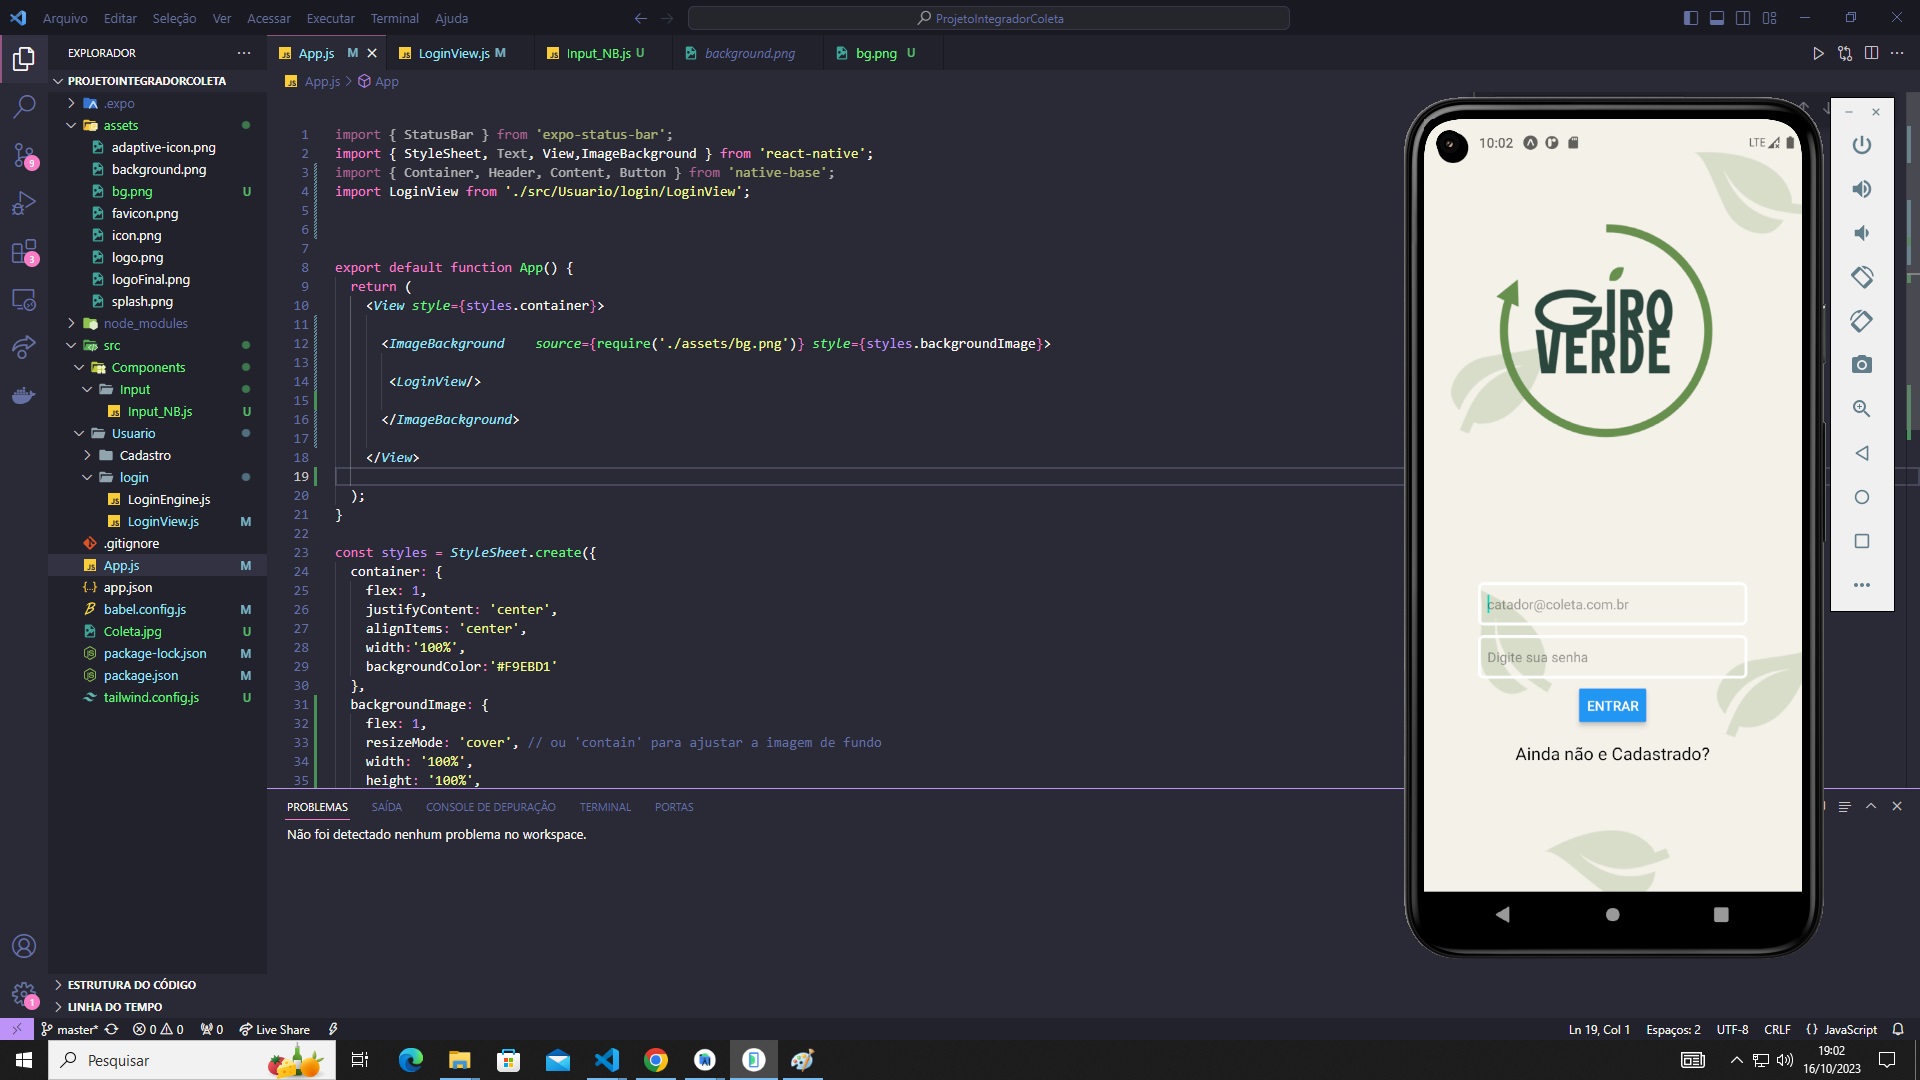 Arquivo Editar Seleção Ver Acessar Executar Terminal Ajuda
ProjetoIntegradorColeta
EXPLORADOR
PROJETOINTEGRADORCOLETA
.expo
assets
adaptive-icon.png
background.png
bg.png U
favicon.png
icon.png
logo.png
logoFinal.png
splash.png
node_modules
src
Components
Input
Input_NB.js U
Usuario
Cadastro
login
LoginEngine.js
LoginView.js M
.gitignore
App.js M
app.json
babel.config.js M
Coleta.jpg U
package-lock.json M
package.json M
tailwind.config.js U
ESTRUTURA DO CÓDIGO
LINHA DO TEMPO
9
3
1
App.js M LoginView.js M Input_NB.js U background.png bg.png U
App.js > App
1 import { StatusBar } from 'expo-status-bar';
2 import { StyleSheet, Text, View,ImageBackground } from 'react-native';
3 import { Container, Header, Content, Button } from 'native-base';
4 import LoginView from './src/Usuario/login/LoginView';
5
6
7
8 export default function App() {
9 return (
10 <View style={styles.container}>
11
12 <ImageBackground source={require('./assets/bg.png')} style={styles.backgroundImage}>
13
14 <LoginView/>
15
16 </ImageBackground>
17
18 </View>
19
20 );
21 }
22
23 const styles = StyleSheet.create({
24 container: {
25 flex: 1,
26 justifyContent: 'center',
27 alignItems: 'center',
28 width:'100%',
29 backgroundColor:'#F9EBD1'
30 },
31 backgroundImage: {
32 flex: 1,
33 resizeMode: 'cover', // ou 'contain' para ajustar a imagem de fundo
34 width: '100%',
35 height: '100%',
PROBLEMAS SAÍDA CONSOLE DE DEPURAÇÃO TERMINAL PORTAS
Não foi detectado nenhum problema no workspace.
10:02 LTE
GIRO
VERDE
catador@coleta.com.br
Digite sua senha
ENTRAR
Ainda não e Cadastrado?
master* 0 0 0 Live Share
Ln 19, Col 1 Espaços: 2 UTF-8 CRLF {} JavaScript
Pesquisar
19:02
16/10/2023